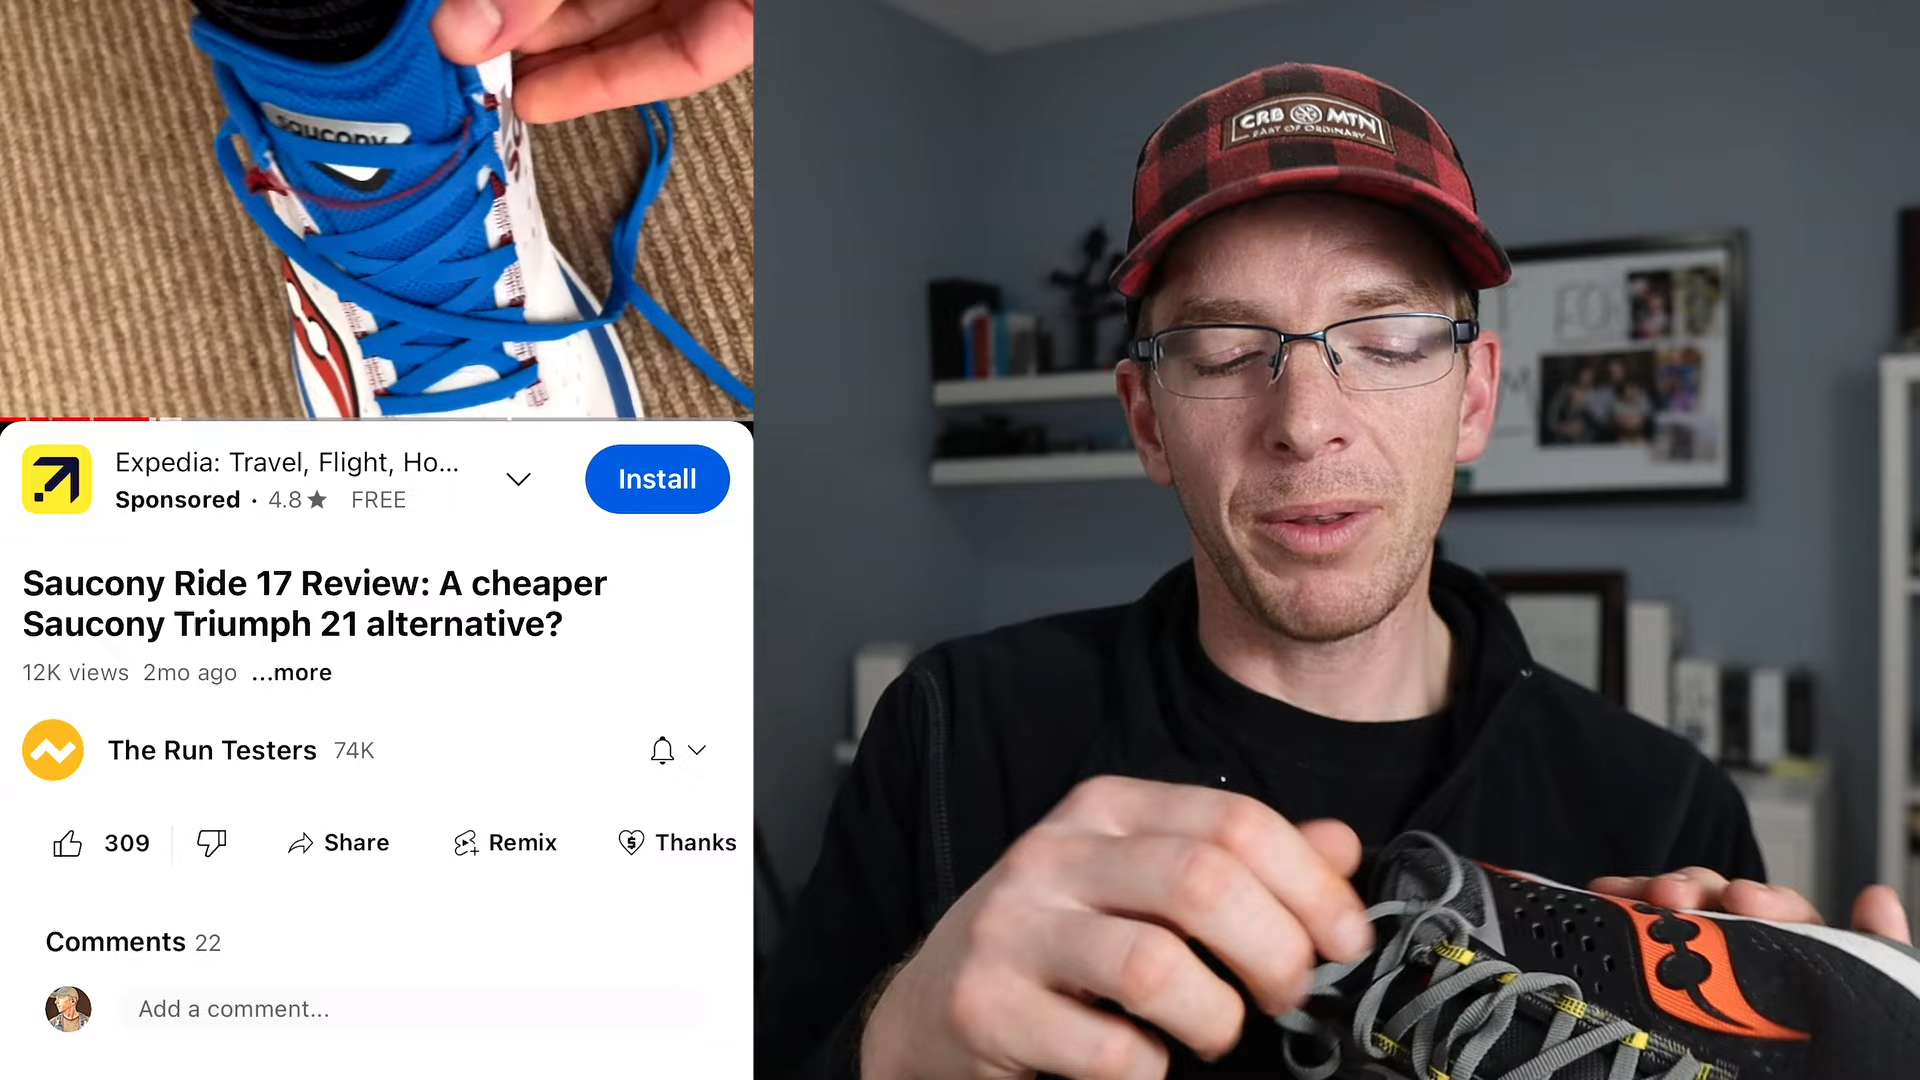 saucony
Expedia: Travel, Flight, Ho...
Install
Sponsored · 4.8★ FREE
Saucony Ride 17 Review: A cheaper
Saucony Triumph 21 alternative?
12K views 2mo ago ...more
The Run Testers 74K
309
Share
Remix
Thanks
Comments 22
Add a comment...
CRB MTN
EAST OF ORDINARY
FOR